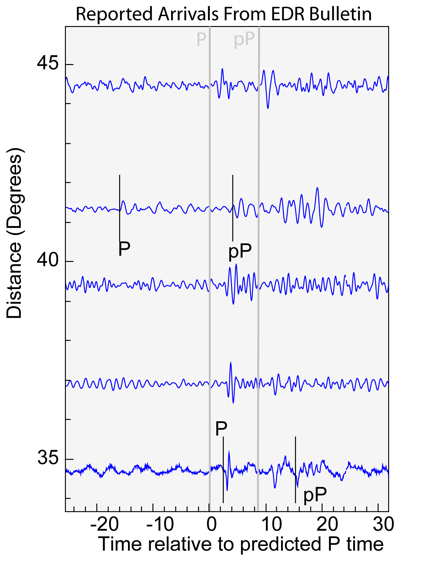 Reported Arrivals From EDR Bulletin
P pP
45
P pP
40
P
35
pP
-20 -10 0 10 20 30
Time relative to predicted P time
Distance (Degrees)